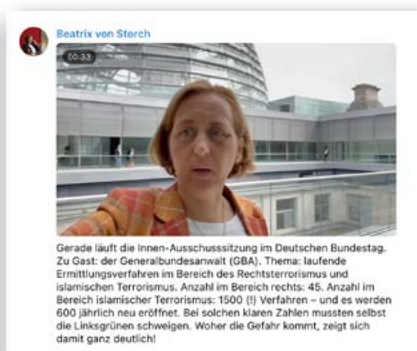 Beatrix von Storch
00:33
Gerade läuft die Innen-Ausschusssitzung im Deutschen Bundestag.
Zu Gast: der Generalbundesanwalt (GBA). Thema: laufende
Ermittlungsverfahren im Bereich des Rechtsterrorismus und
islamischen Terrorismus. Anzahl im Bereich rechts: 45. Anzahl im
Bereich islamischer Terrorismus: 1500 (!) Verfahren – und es werden
600 jährlich neu eröffnet. Bei solchen klaren Zahlen mussten selbst
die Linksgrünen schweigen. Woher die Gefahr kommt, zeigt sich
damit ganz deutlich!